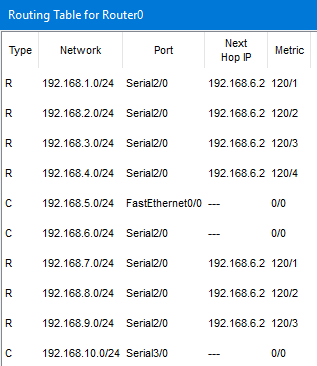 Routing Table for Router0
Type Network Port Next Hop IP Metric
R 192.168.1.0/24 Serial2/0 192.168.6.2 120/1
R 192.168.2.0/24 Serial2/0 192.168.6.2 120/2
R 192.168.3.0/24 Serial2/0 192.168.6.2 120/3
R 192.168.4.0/24 Serial2/0 192.168.6.2 120/4
C 192.168.5.0/24 FastEthernet0/0 --- 0/0
C 192.168.6.0/24 Serial2/0 --- 0/0
R 192.168.7.0/24 Serial2/0 192.168.6.2 120/1
R 192.168.8.0/24 Serial2/0 192.168.6.2 120/2
R 192.168.9.0/24 Serial2/0 192.168.6.2 120/3
C 192.168.10.0/24 Serial3/0 --- 0/0